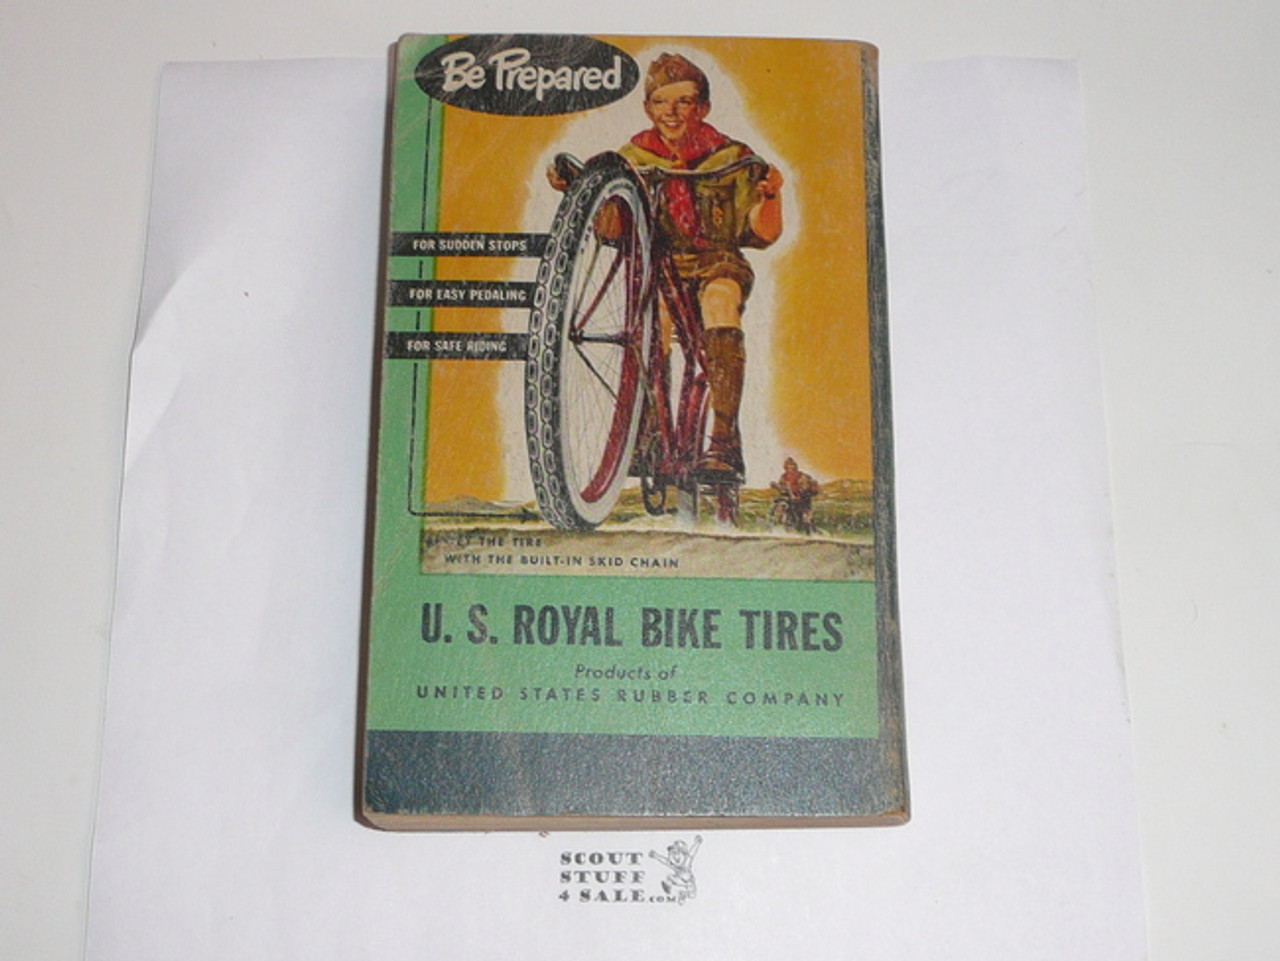 Be Prepared
FOR SUDDEN STOPS
FOR EASY PEDALING
FOR SAFE RIDING
THE TIRE
WITH THE BUILT-IN SKID CHAIN
U. S. ROYAL BIKE TIRES
Products of
UNITED STATES RUBBER COMPANY
SCOUT
STUFF
4 SALE.COM